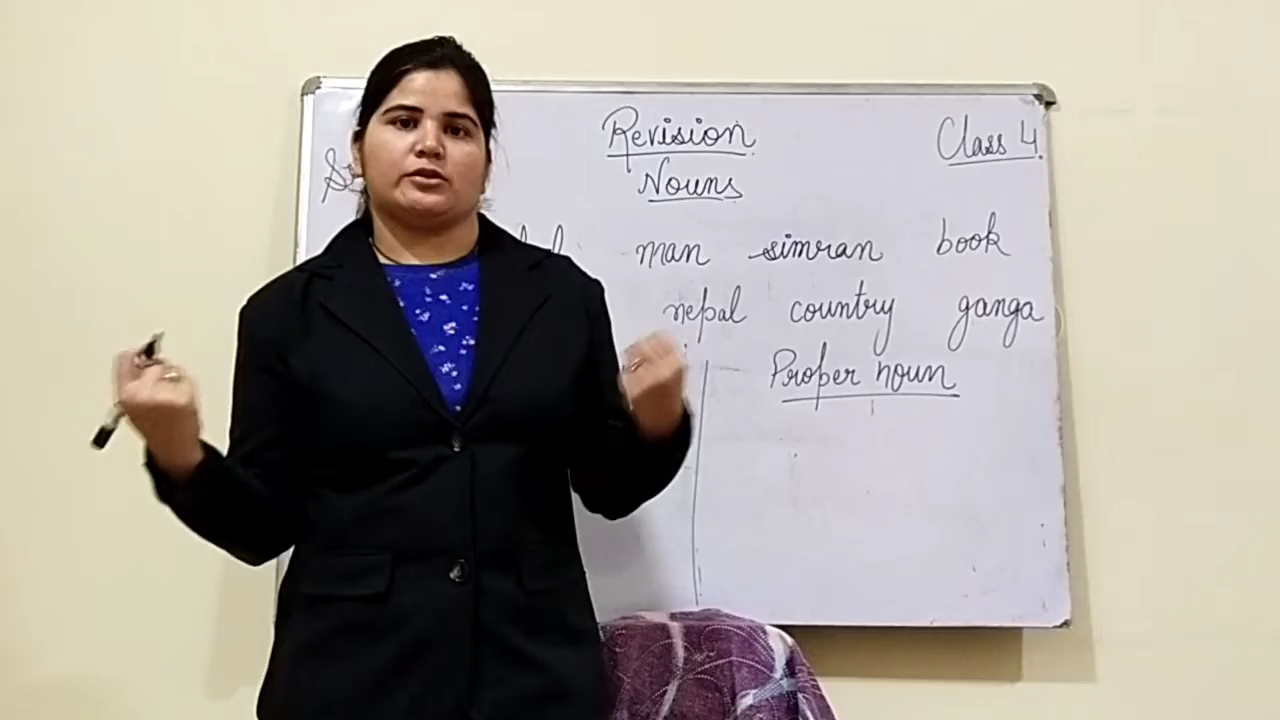 Revision
Class 4.
Nouns
man simran book
nepal country ganga
Proper noun